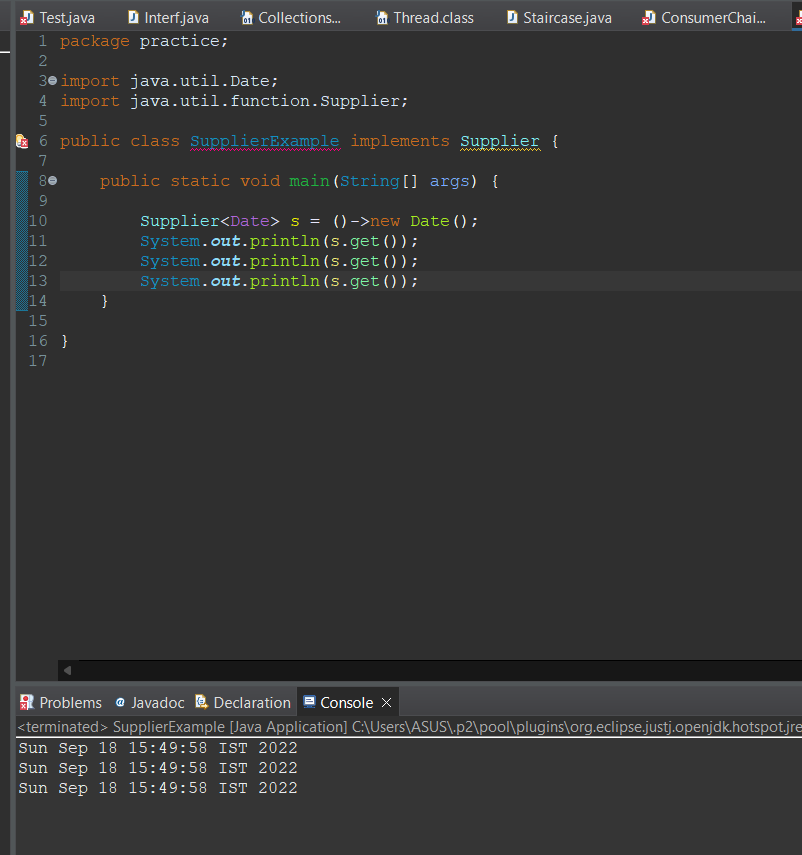 Test.java Interf.java Collections... Thread.class Staircase.java ConsumerChai...
1 package practice;
2
3 import java.util.Date;
4 import java.util.function.Supplier;
5
6 public class SupplierExample implements Supplier {
7
8 public static void main(String[] args) {
9
10 Supplier<Date> s = ()->new Date();
11 System.out.println(s.get());
12 System.out.println(s.get());
13 System.out.println(s.get());
14 }
15
16 }
17
Problems @ Javadoc Declaration Console
<terminated> SupplierExample [Java Application] C:\Users\ASUS\.p2\pool\plugins\org.eclipse.justj.openjdk.hotspot.jre
Sun Sep 18 15:49:58 IST 2022
Sun Sep 18 15:49:58 IST 2022
Sun Sep 18 15:49:58 IST 2022